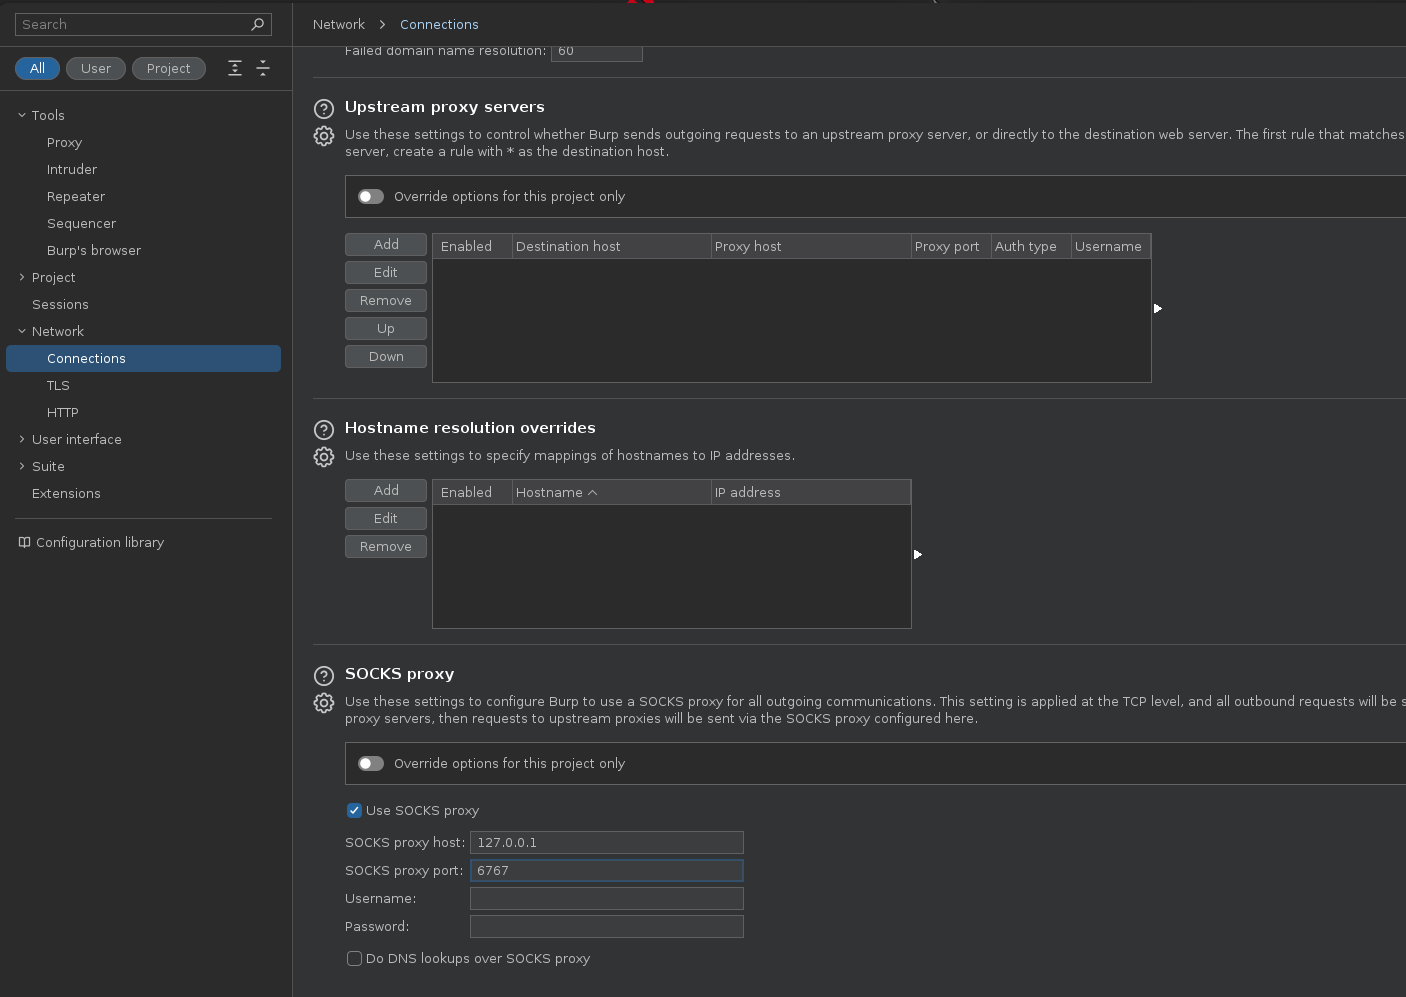 Search
All User Project
Tools
Proxy
Intruder
Repeater
Sequencer
Burp's browser
Project
Sessions
Network
Connections
TLS
HTTP
User interface
Suite
Extensions
Configuration library
Network > Connections
Failed domain name resolution: 60
Upstream proxy servers
Use these settings to control whether Burp sends outgoing requests to an upstream proxy server, or directly to the destination web server. The first rule that matches
server, create a rule with * as the destination host.
Override options for this project only
Add
Edit
Remove
Up
Down
Enabled Destination host Proxy host Proxy port Auth type Username
Hostname resolution overrides
Use these settings to specify mappings of hostnames to IP addresses.
Add
Edit
Remove
Enabled Hostname IP address
SOCKS proxy
Use these settings to configure Burp to use a SOCKS proxy for all outgoing communications. This setting is applied at the TCP level, and all outbound requests will be s
proxy servers, then requests to upstream proxies will be sent via the SOCKS proxy configured here.
Override options for this project only
Use SOCKS proxy
SOCKS proxy host: 127.0.0.1
SOCKS proxy port: 6767
Username:
Password:
Do DNS lookups over SOCKS proxy